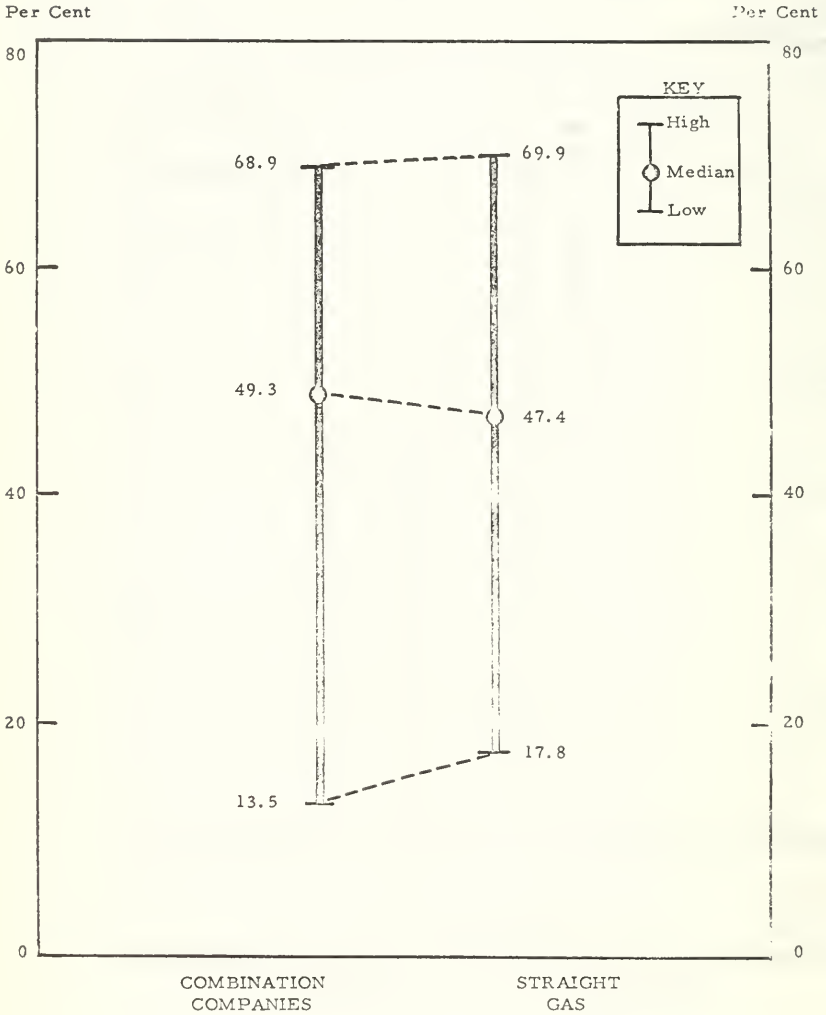 Per Cent Per Cent
80 80
KEY
High
68.9 69.9
Median
Low
60 60
49.3
47.4
40 40
20 20
17.8
13.5
0 0
COMBINATION STRAIGHT
COMPANIES GAS